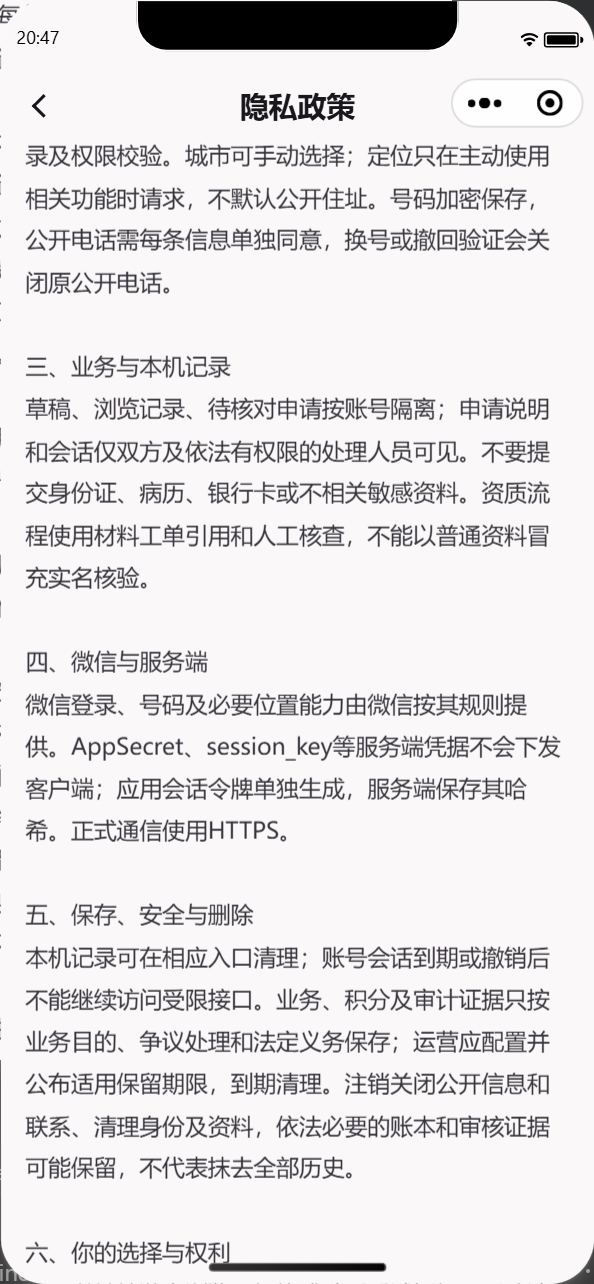 20:47
隐私政策
录及权限校验。城市可手动选择；定位只在主动使用
相关功能时请求，不默认公开住址。号码加密保存，
公开电话需每条信息单独同意，换号或撤回验证会关
闭原公开电话。
三、业务与本机记录
草稿、浏览记录、待核对申请按账号隔离；申请说明
和会话仅双方及依法有权限的处理人员可见。不要提
交身份证、病历、银行卡或不相关敏感资料。资质流
程使用材料工单引用和人工核查，不能以普通资料冒
充实名核验。
四、微信与服务端
微信登录、号码及必要位置能力由微信按其规则提
供。AppSecret、session_key等服务端凭据不会下发
客户端；应用会话令牌单独生成，服务端保存其哈
希。正式通信使用HTTPS。
五、保存、安全与删除
本机记录可在相应入口清理；账号会话到期或撤销后
不能继续访问受限接口。业务、积分及审计证据只按
业务目的、争议处理和法定义务保存；运营应配置并
公布适用保留期限，到期清理。注销关闭公开信息和
联系、清理身份及资料，依法必要的账本和审核证据
可能保留，不代表抹去全部历史。
六、你的选择与权利